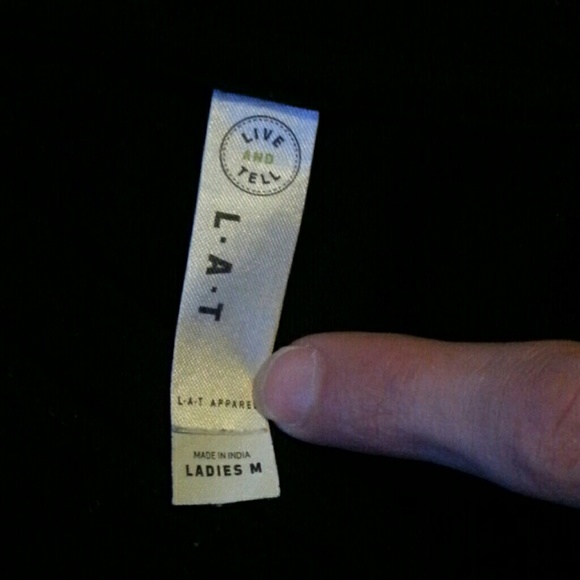 LIVE
AND
TELL
L·A·T
L·A·T APPAREL
MADE IN INDIA
LADIES M